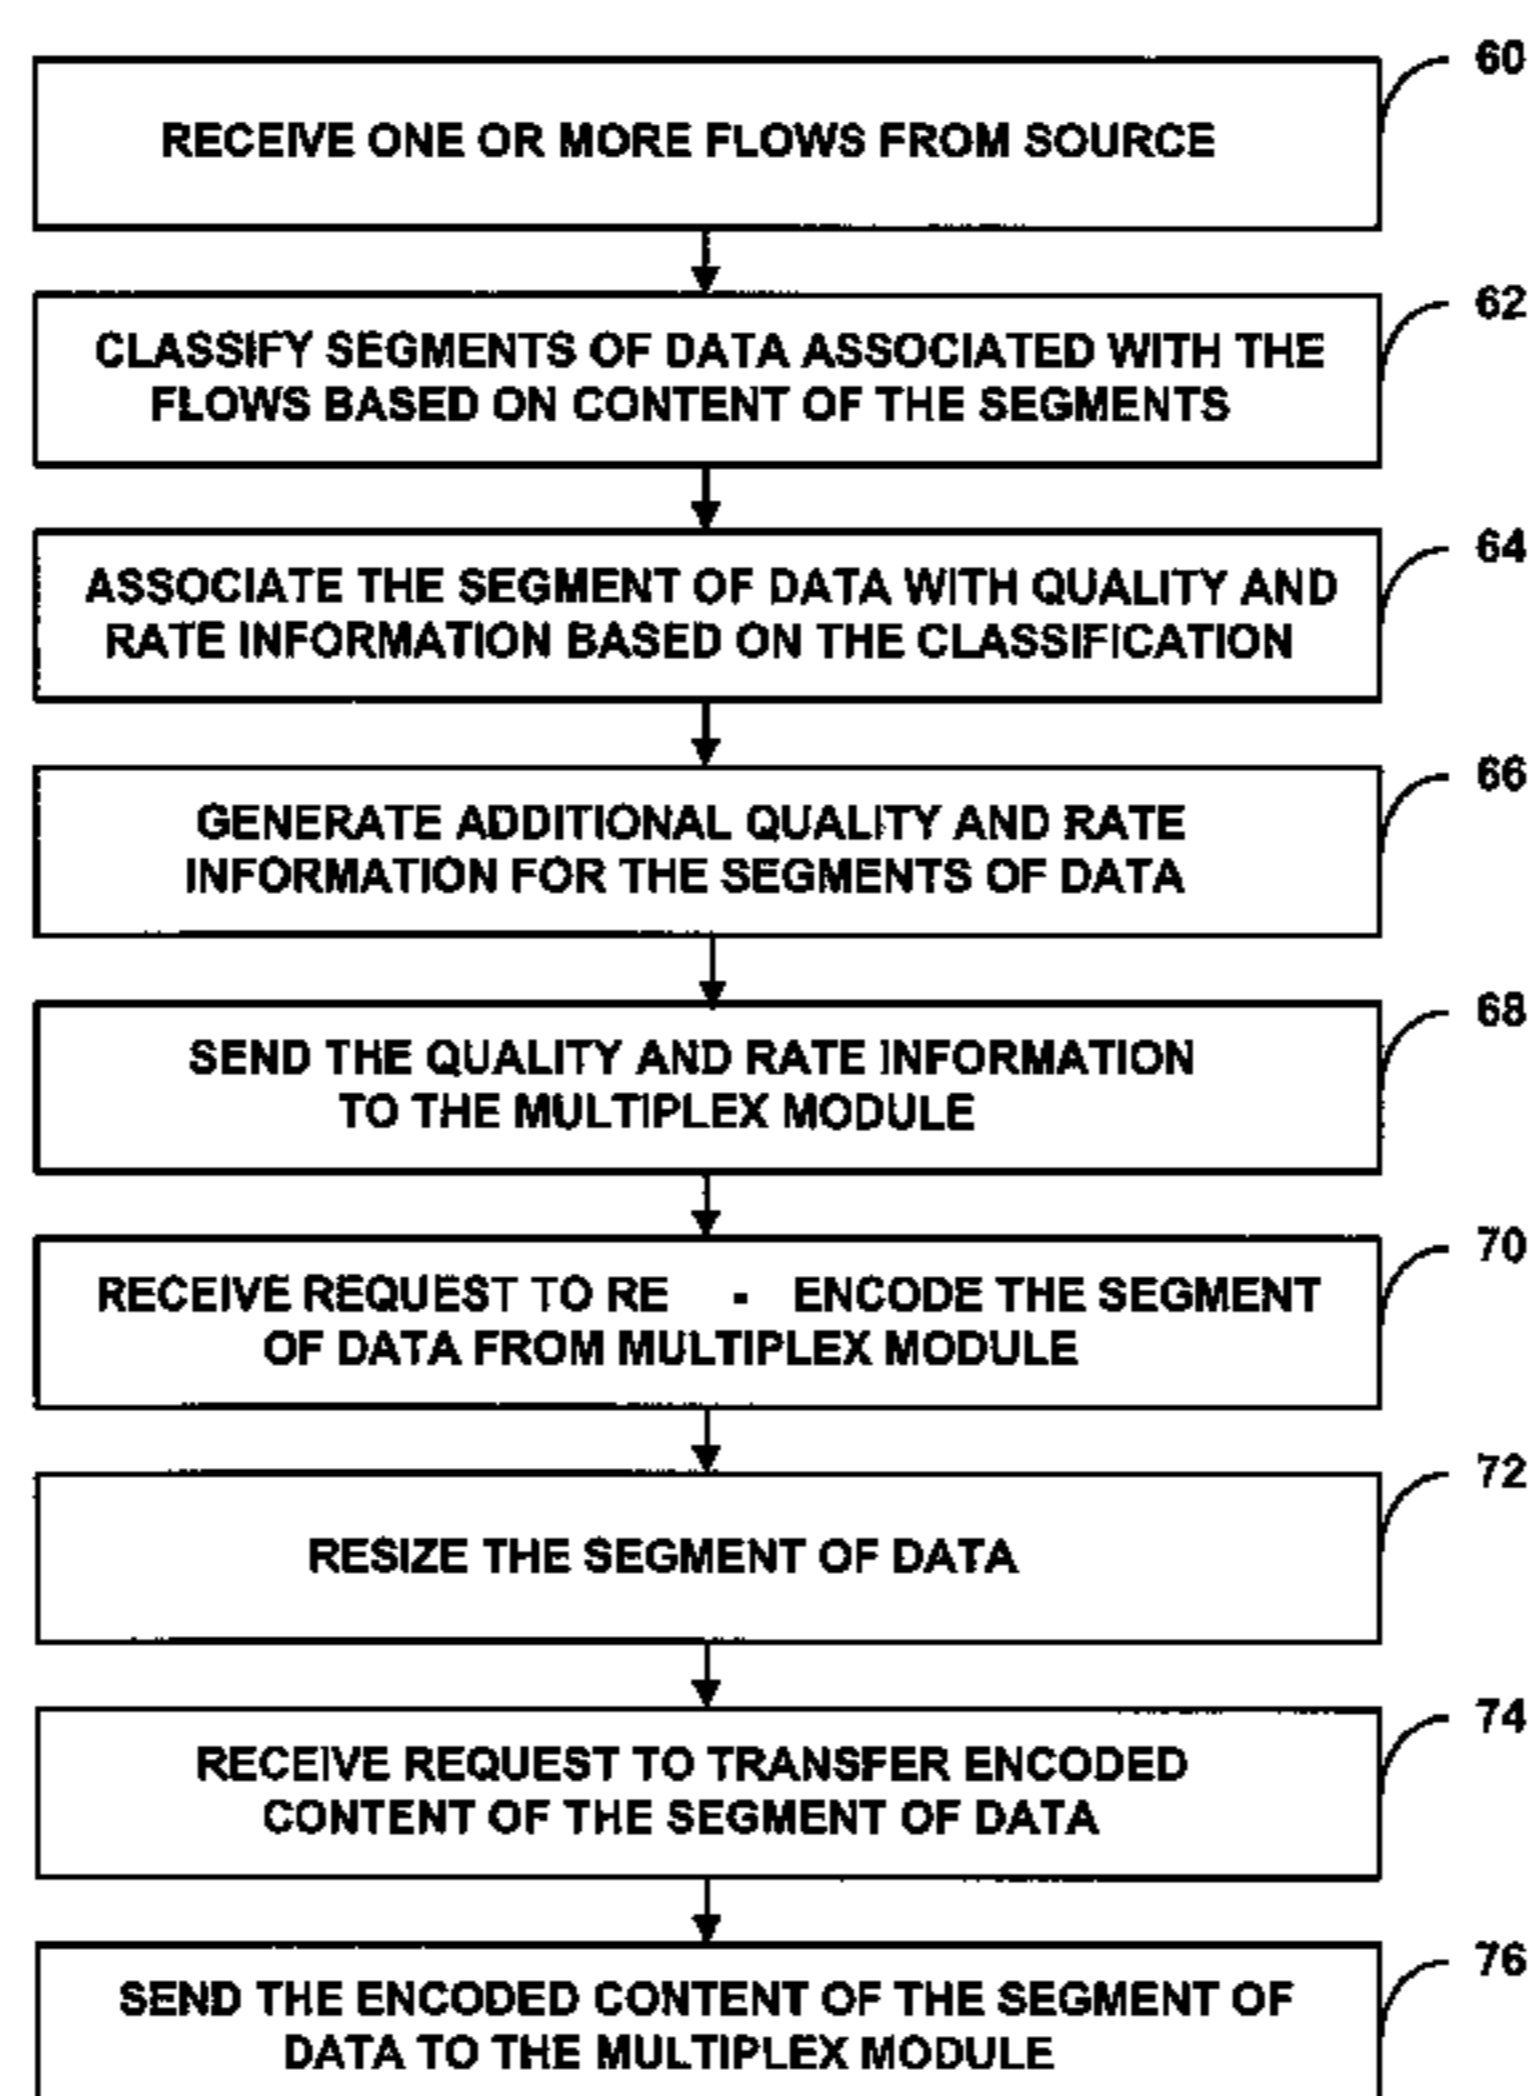 60
RECEIVE ONE OR MORE FLOWS FROM SOURCE
62
CLASSIFY SEGMENTS OF DATA ASSOCIATED WITH THE
FLOWS BASED ON CONTENT OF THE SEGMENTS
64
ASSOCIATE THE SEGMENT OF DATA WITH QUALITY AND
RATE INFORMATION BASED ON THE CLASSIFICATION
66
GENERATE ADDITIONAL QUALITY AND RATE
INFORMATION FOR THE SEGMENTS OF DATA
68
SEND THE QUALITY AND RATE INFORMATION
TO THE MULTIPLEX MODULE
70
RECEIVE REQUEST TO RE - ENCODE THE SEGMENT
OF DATA FROM MULTIPLEX MODULE
72
RESIZE THE SEGMENT OF DATA
74
RECEIVE REQUEST TO TRANSFER ENCODED
CONTENT OF THE SEGMENT OF DATA
76
SEND THE ENCODED CONTENT OF THE SEGMENT OF
DATA TO THE MULTIPLEX MODULE